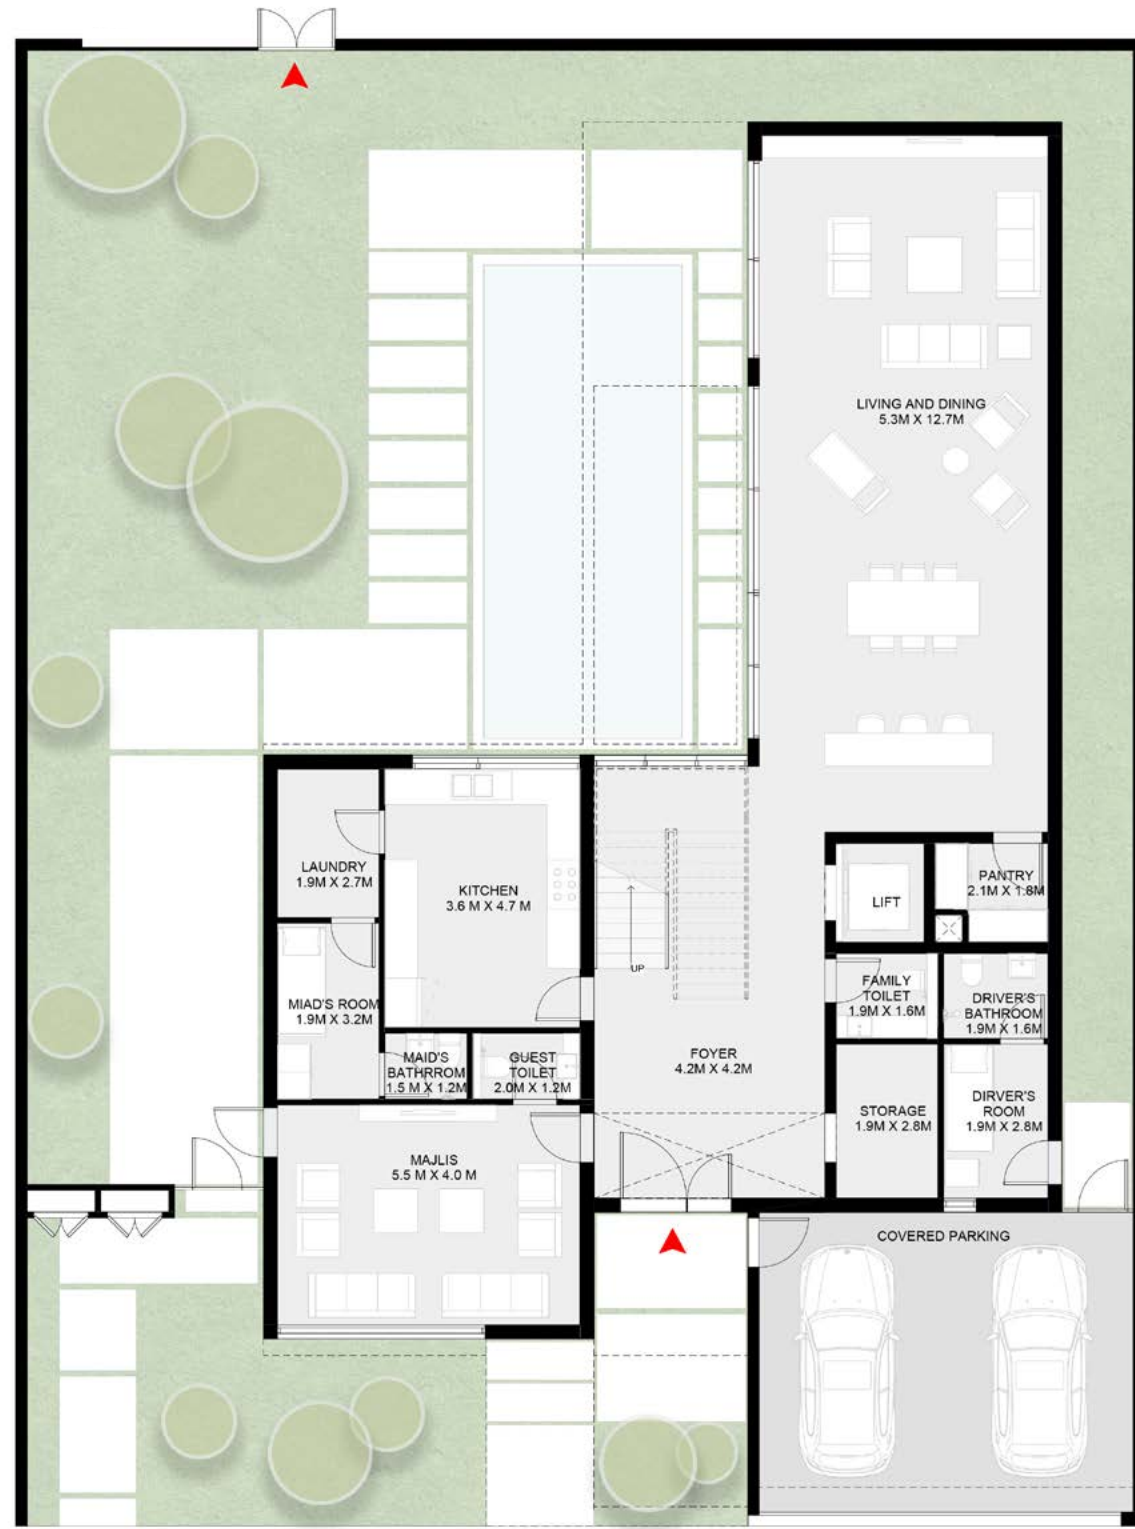 LIVING AND DINING
5.3M X 12.7M
LAUNDRY
1.9M X 2.7M
KITCHEN
3.6 M X 4.7 M
PANTRY
2.1M X 1.8M
LIFT
UP
MIAD'S ROOM
1.9M X 3.2M
FAMILY
TOILET
1.9M X 1.6M
DRIVER'S
BATHROOM
1.9M X 1.6M
MAID'S
BATHRROM
1.5 M X 1.2M
GUEST
TOILET
2.0M X 1.2M
FOYER
4.2M X 4.2M
STORAGE
1.9M X 2.8M
DIRVER'S
ROOM
1.9M X 2.8M
MAJLIS
5.5 M X 4.0 M
COVERED PARKING